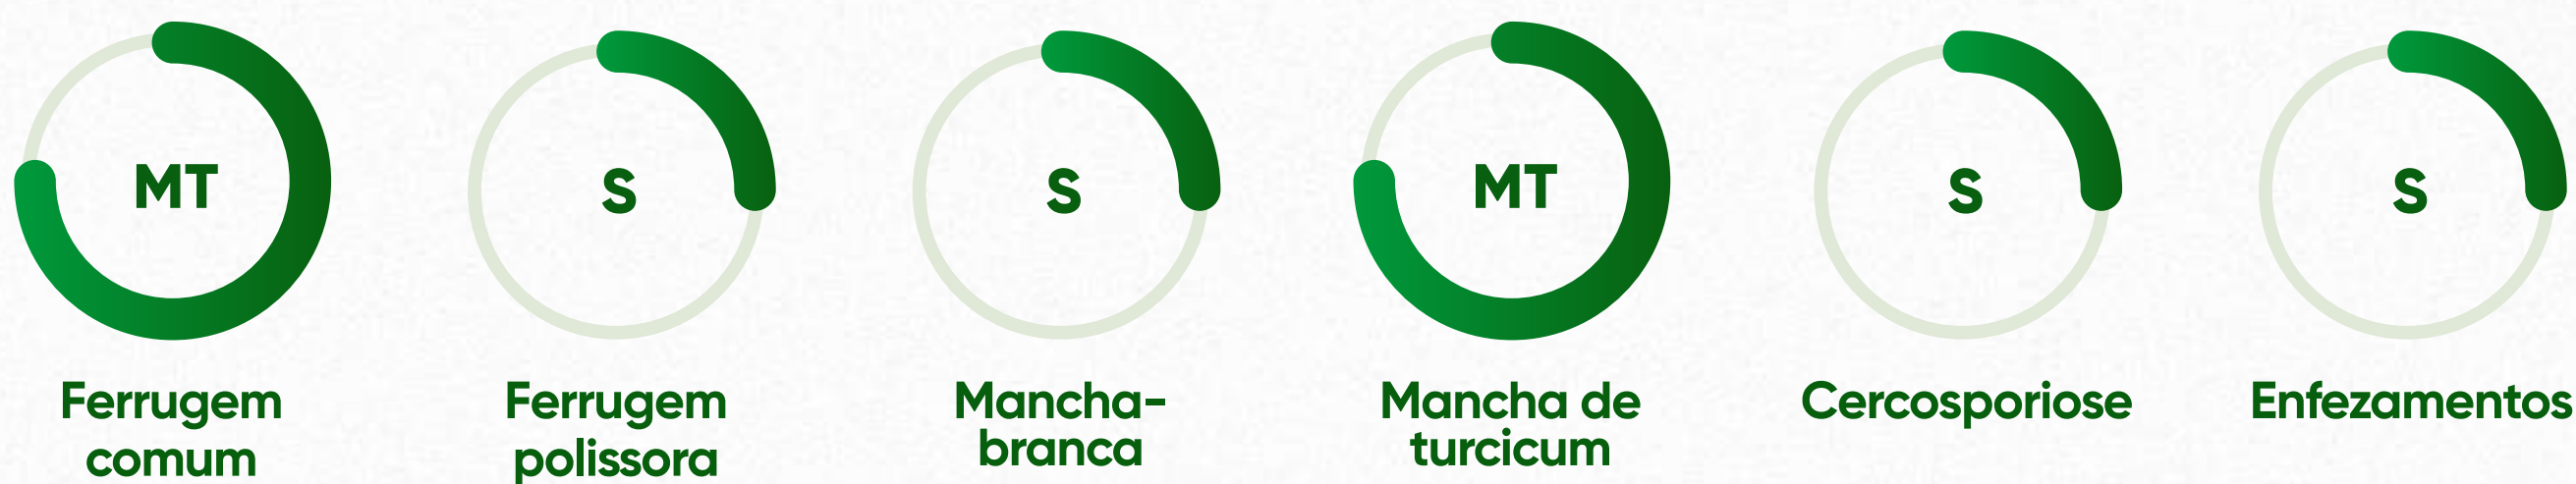 MT
Ferrugem
comum
S
Ferrugem
polissora
S
Mancha-
branca
MT
Mancha de
turcicum
S
Cercosporiose
S
Enfezamentos